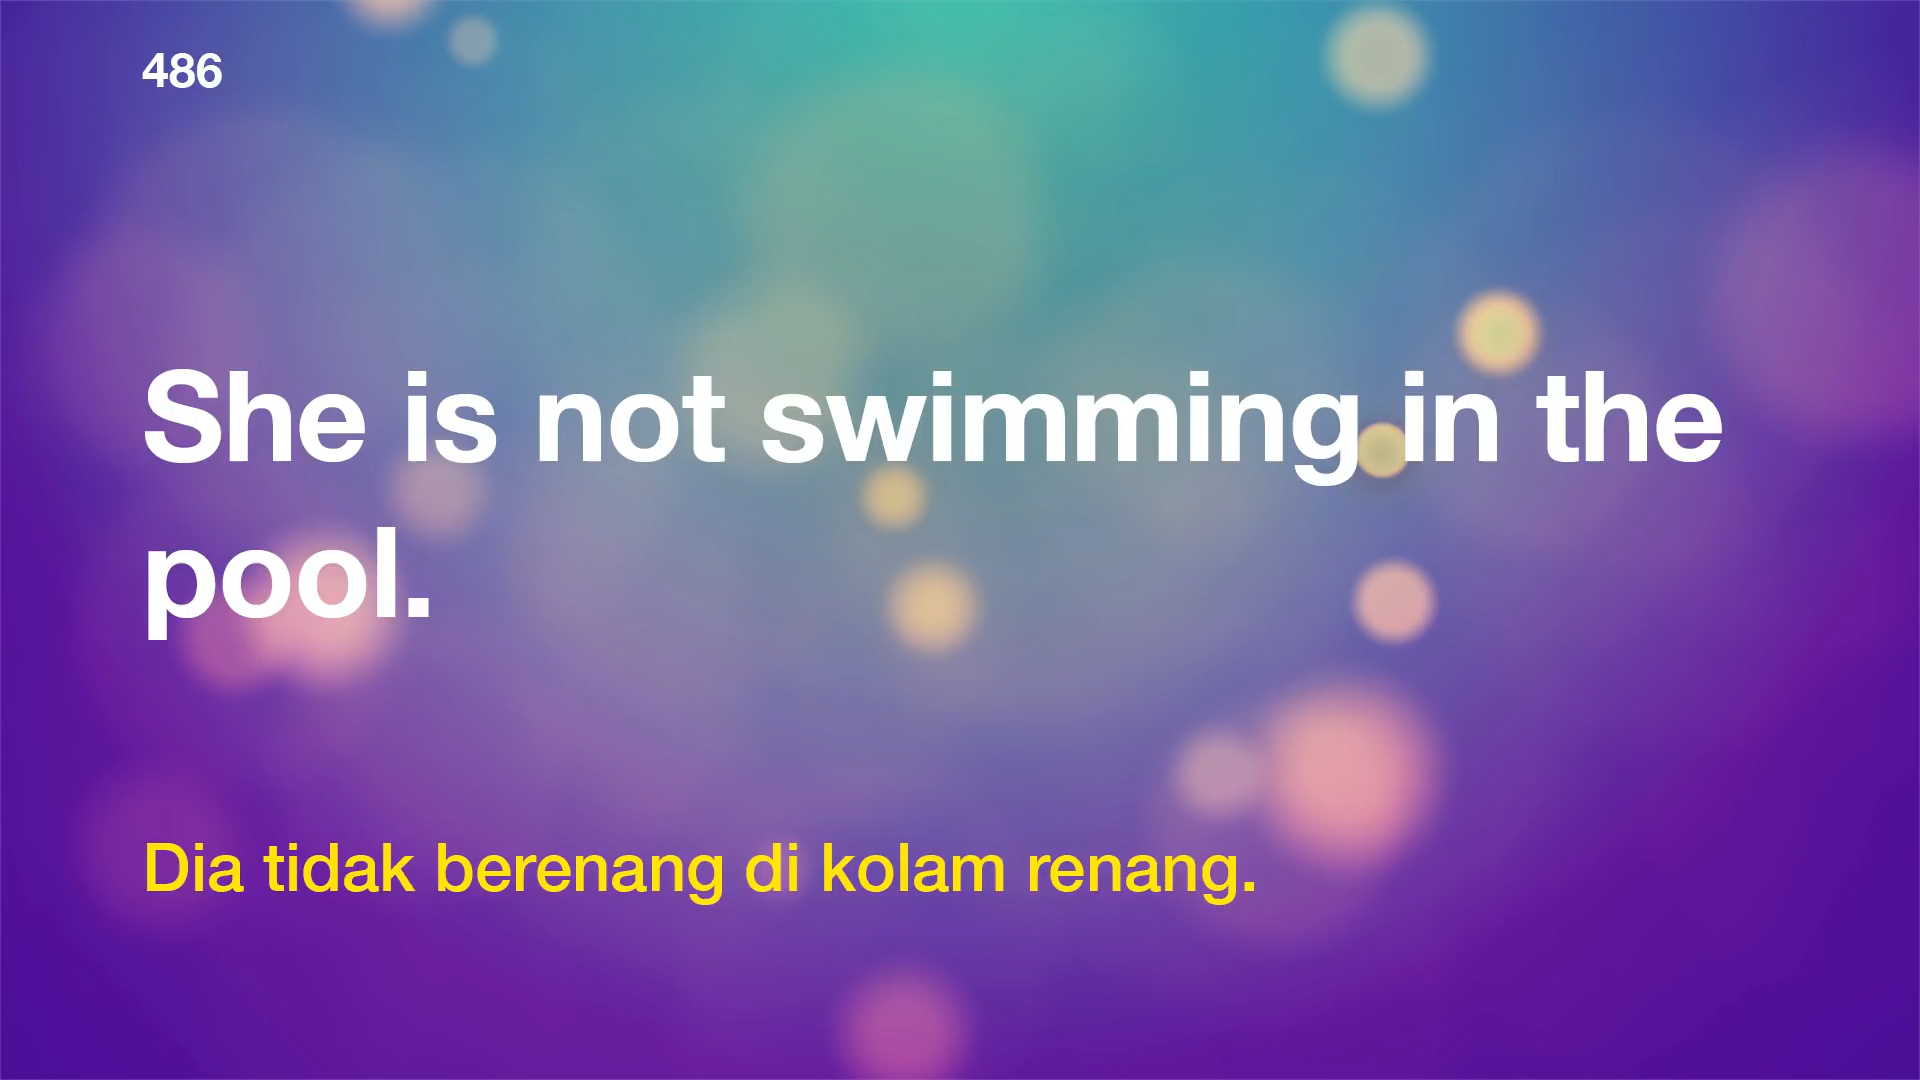 486
She is not swimming in the
pool.
Dia tidak berenang di kolam renang.